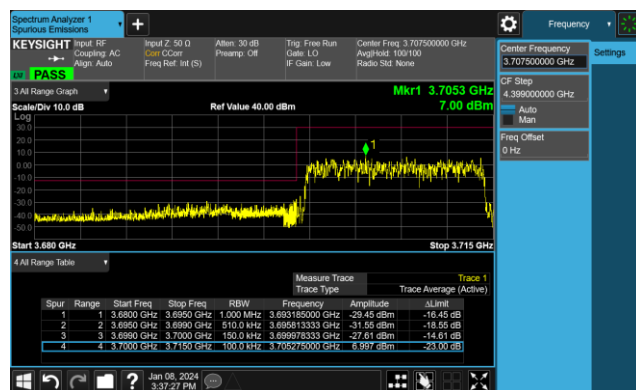 Spectrum Analyzer 1
Spurious Emissions
Frequency
KEYSIGHT Input: RF
Coupling: AC
Align: Auto
Input Z: 50 Ω
Corr CCorr
Freq Ref: Int (S)
Atten: 30 dB
Preamp: Off
Trig: Free Run
Gate: LO
IF Gain: Low
Center Freq: 3.707500000 GHz
Avg|Hold: 100/100
Radio Std: None
PASS
Center Frequency
3.707500000 GHz
Settings
CF Step
4.399000000 GHz
Auto
Man
Freq Offset
0 Hz
3 All Range Graph
Mkr1 3.7053 GHz
Scale/Div 10.0 dB
Ref Value 40.00 dBm
7.00 dBm
Log
30.0
20.0
10.0
0.00
-10.0
-20.0
-30.0
-40.0
-50.0
1
Start 3.680 GHz
Stop 3.715 GHz
4 All Range Table
Measure Trace Trace 1
Trace Type Trace Average (Active)
Spur Range Start Freq Stop Freq RBW Frequency Amplitude ΔLimit
1 1 3.6800 GHz 3.6950 GHz 1.000 MHz 3.693185000 GHz -29.45 dBm -16.45 dB
2 2 3.6950 GHz 3.6990 GHz 510.0 kHz 3.695813333 GHz -31.55 dBm -18.55 dB
3 3 3.6990 GHz 3.7000 GHz 150.0 kHz 3.699978333 GHz -27.61 dBm -14.61 dB
4 4 3.7000 GHz 3.7150 GHz 100.0 kHz 3.705275000 GHz 6.997 dBm -23.00 dB
Jan 08, 2024
3:37:27 PM